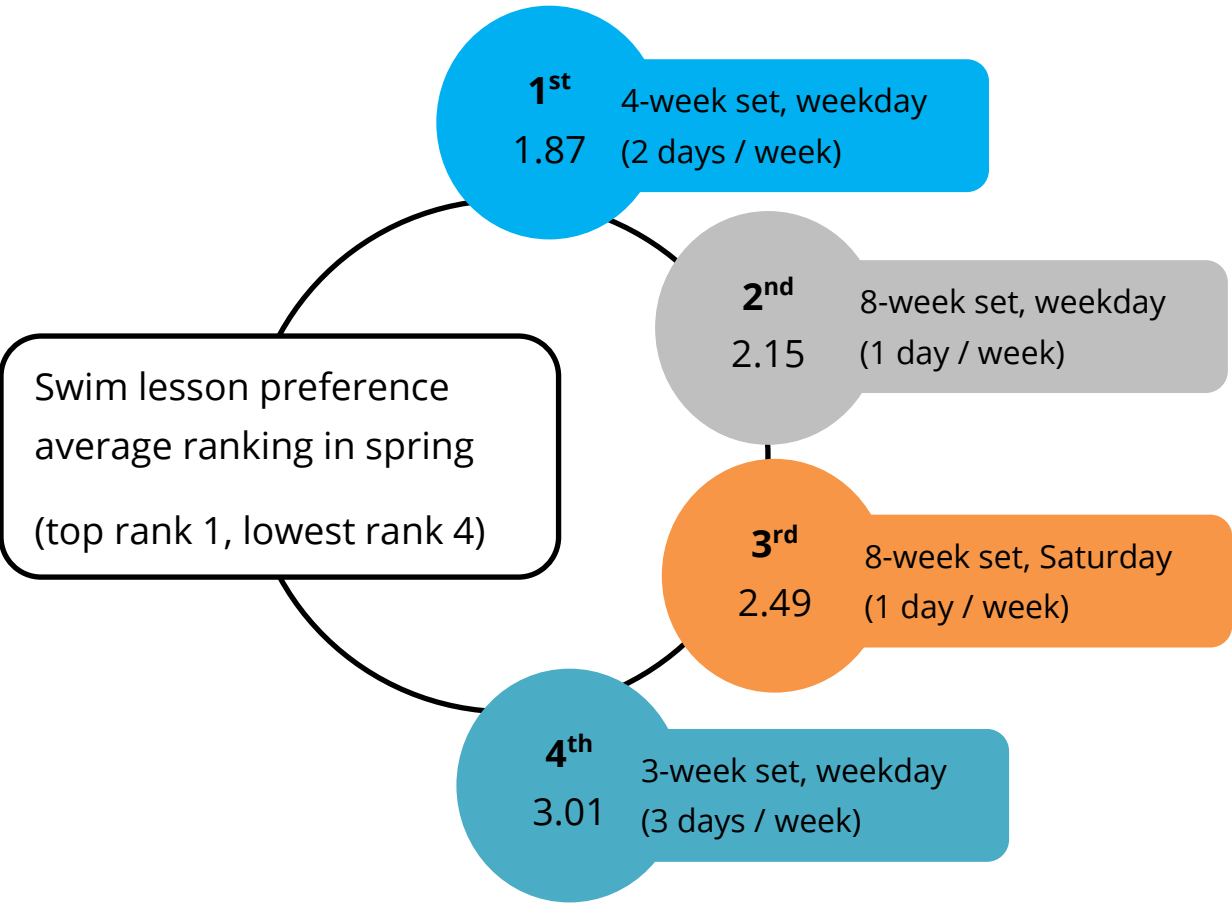 1st
1.87
4-week set, weekday
(2 days / week)
2nd
2.15
8-week set, weekday
(1 day / week)
Swim lesson preference
average ranking in spring
(top rank 1, lowest rank 4)
3rd
2.49
8-week set, Saturday
(1 day / week)
4th
3.01
3-week set, weekday
(3 days / week)